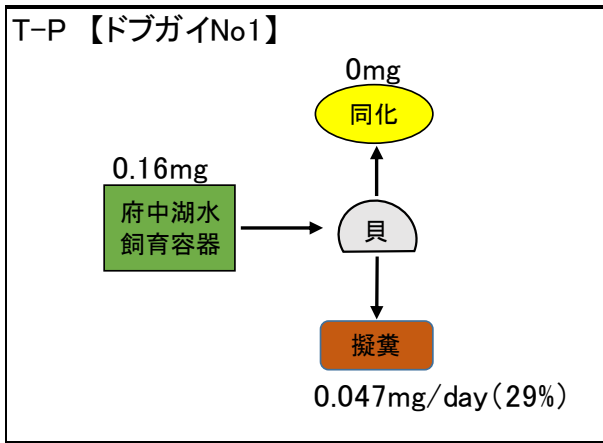 T-P 【ドブガイNo1】
0mg
同化
0.16mg
府中湖水
飼育容器
貝
擬糞
0.047mg/day(29%)